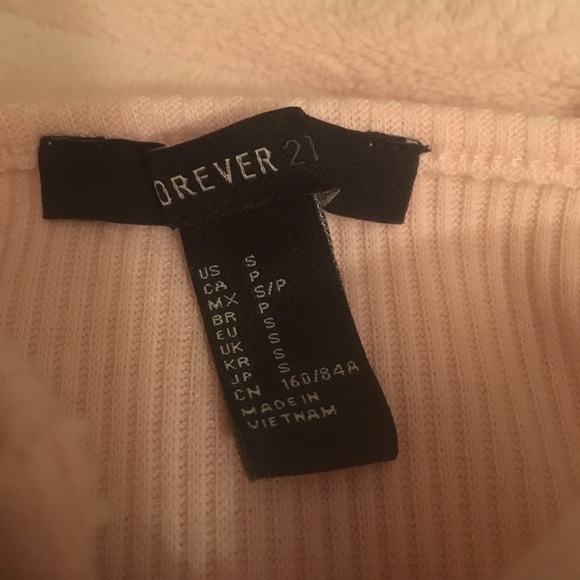 OREVER 21
US S
CA P
MX S/P
BR P
EU S
UK S
KR S
JP S
CN 160/84A
MADE IN
VIETNAM